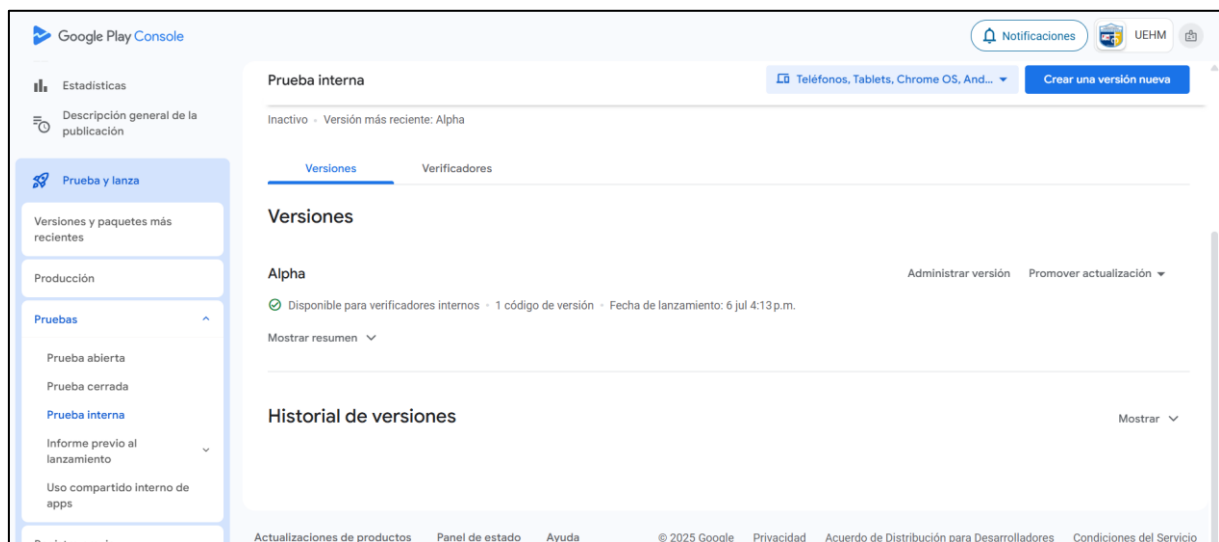 Google Play Console
Notificaciones
UEHM
Estadísticas
Descripción general de la
publicación
Prueba y lanza
Versiones y paquetes más
recientes
Producción
Pruebas
Prueba abierta
Prueba cerrada
Prueba interna
Informe previo al
lanzamiento
Uso compartido interno de
apps
Prueba interna
Teléfonos, Tablets, Chrome OS, And...
Crear una versión nueva
Inactivo · Versión más reciente: Alpha
Versiones
Verificadores
Versiones
Alpha
Administrar versión
Promover actualización
Disponible para verificadores internos · 1 código de versión · Fecha de lanzamiento: 6 jul 4:13 p.m.
Mostrar resumen
Historial de versiones
Mostrar
Actualizaciones de productos
Panel de estado
Ayuda
© 2025 Google
Privacidad
Acuerdo de Distribución para Desarrolladores
Condiciones del Servicio